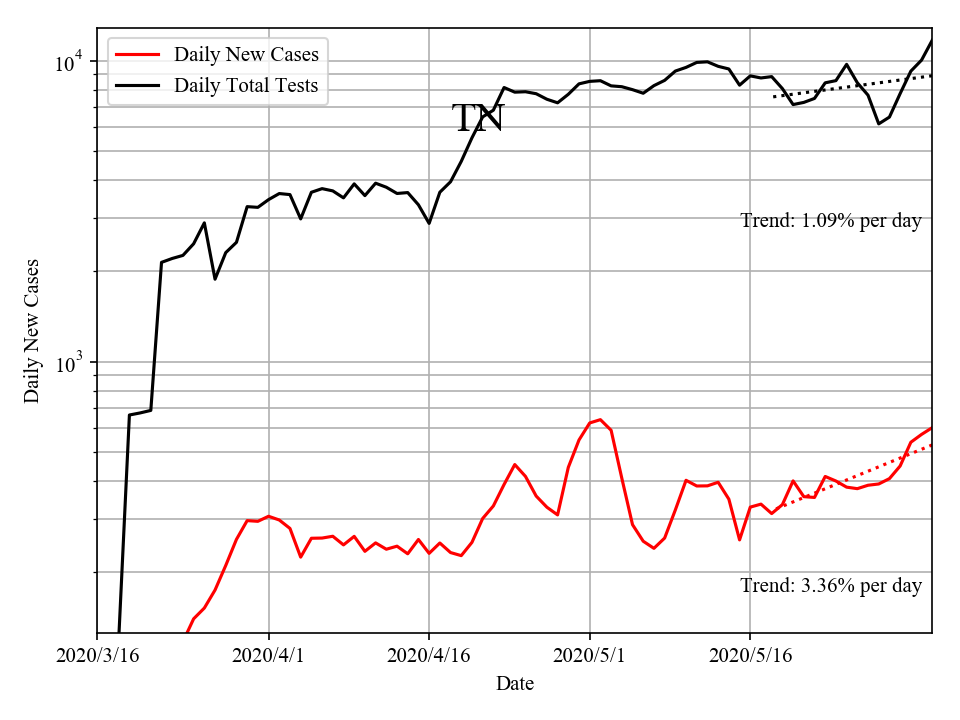 Daily New Cases
Daily Total Tests
TN
Trend: 1.09% per day
Trend: 3.36% per day
10^4
10^3
Daily New Cases
2020/3/16 2020/4/1 2020/4/16 2020/5/1 2020/5/16
Date